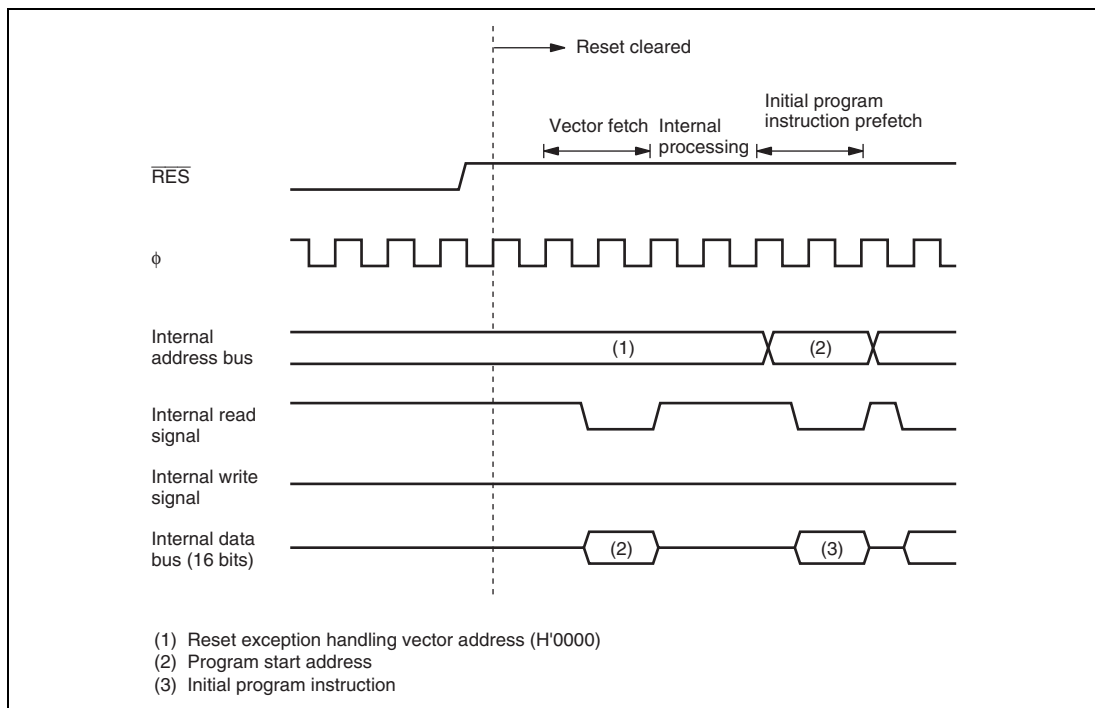 Reset cleared
Initial program
instruction prefetch
Vector fetch
Internal
processing
RES
φ
Internal
address bus
(1)
(2)
Internal read
signal
Internal write
signal
Internal data
bus (16 bits)
(2)
(3)
(1) Reset exception handling vector address (H'0000)
(2) Program start address
(3) Initial program instruction